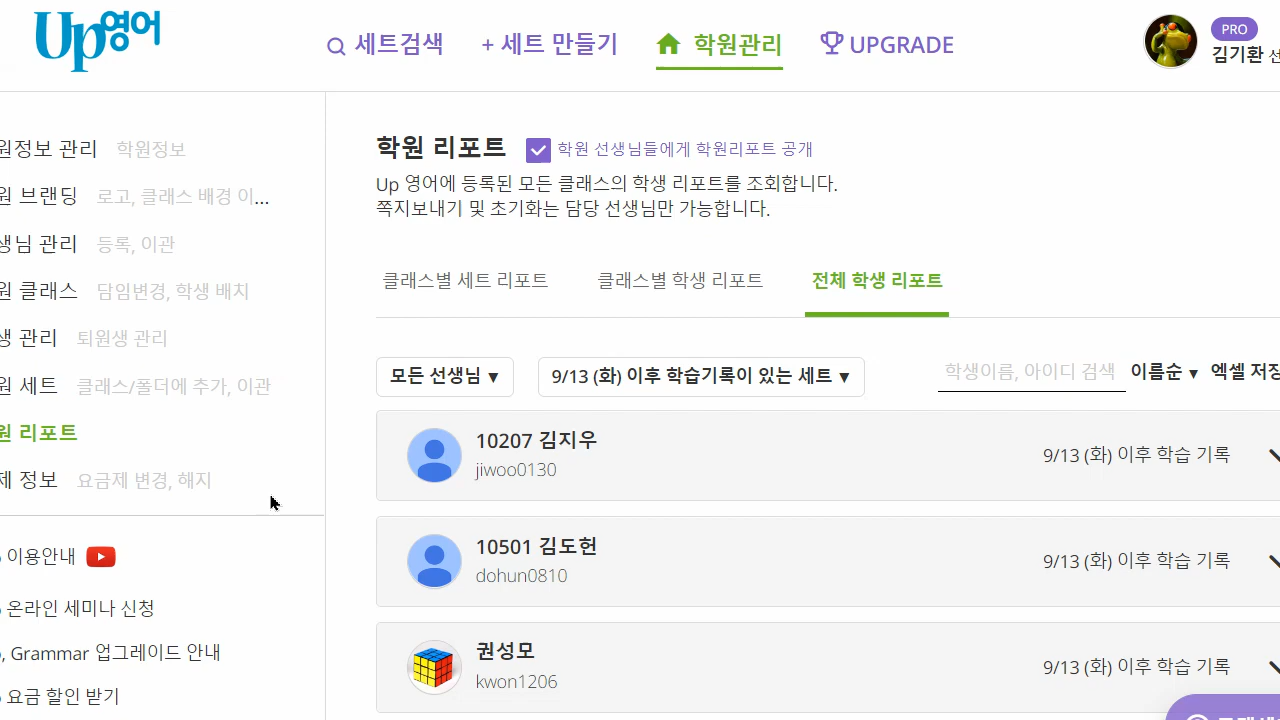 Up영어
세트검색
+ 세트 만들기
학원관리
UPGRADE
PRO
김기환 선
원정보 관리 학원정보
원 브랜딩 로고, 클래스 배경 이...
생님 관리 등록, 이관
원 클래스 담임변경, 학생 배치
생 관리 퇴원생 관리
원 세트 클래스/폴더에 추가, 이관
원 리포트
제 정보 요금제 변경, 해지
이용안내
온라인 세미나 신청
, Grammar 업그레이드 안내
요금 할인 받기
학원 리포트 학원 선생님들에게 학원리포트 공개
Up 영어에 등록된 모든 클래스의 학생 리포트를 조회합니다.
쪽지보내기 및 초기화는 담당 선생님만 가능합니다.
클래스별 세트 리포트 클래스별 학생 리포트 전체 학생 리포트
모든 선생님 ▼ 9/13 (화) 이후 학습기록이 있는 세트 ▼ 학생이름, 아이디 검색 이름순 ▼ 엑셀 저장
10207 김지우
jiwoo0130
9/13 (화) 이후 학습 기록
10501 김도헌
dohun0810
9/13 (화) 이후 학습 기록
권성모
kwon1206
9/13 (화) 이후 학습 기록